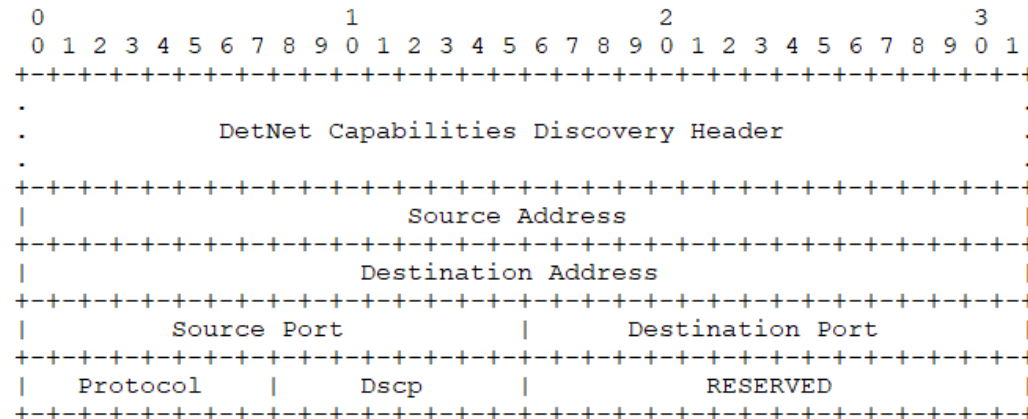 0                   1                   2                   3
0 1 2 3 4 5 6 7 8 9 0 1 2 3 4 5 6 7 8 9 0 1 2 3 4 5 6 7 8 9 0 1
+-+-+-+-+-+-+-+-+-+-+-+-+-+-+-+-+-+-+-+-+-+-+-+-+-+-+-+-+-+-+-+-+
.                                                               .
.            DetNet Capabilities Discovery Header               .
.                                                               .
+-+-+-+-+-+-+-+-+-+-+-+-+-+-+-+-+-+-+-+-+-+-+-+-+-+-+-+-+-+-+-+-+
|                        Source Address                         |
+-+-+-+-+-+-+-+-+-+-+-+-+-+-+-+-+-+-+-+-+-+-+-+-+-+-+-+-+-+-+-+-+
|                     Destination Address                       |
+-+-+-+-+-+-+-+-+-+-+-+-+-+-+-+-+-+-+-+-+-+-+-+-+-+-+-+-+-+-+-+-+
|         Source Port           |      Destination Port         |
+-+-+-+-+-+-+-+-+-+-+-+-+-+-+-+-+-+-+-+-+-+-+-+-+-+-+-+-+-+-+-+-+
|   Protocol    |     Dscp      |           RESERVED            |
+-+-+-+-+-+-+-+-+-+-+-+-+-+-+-+-+-+-+-+-+-+-+-+-+-+-+-+-+-+-+-+-+